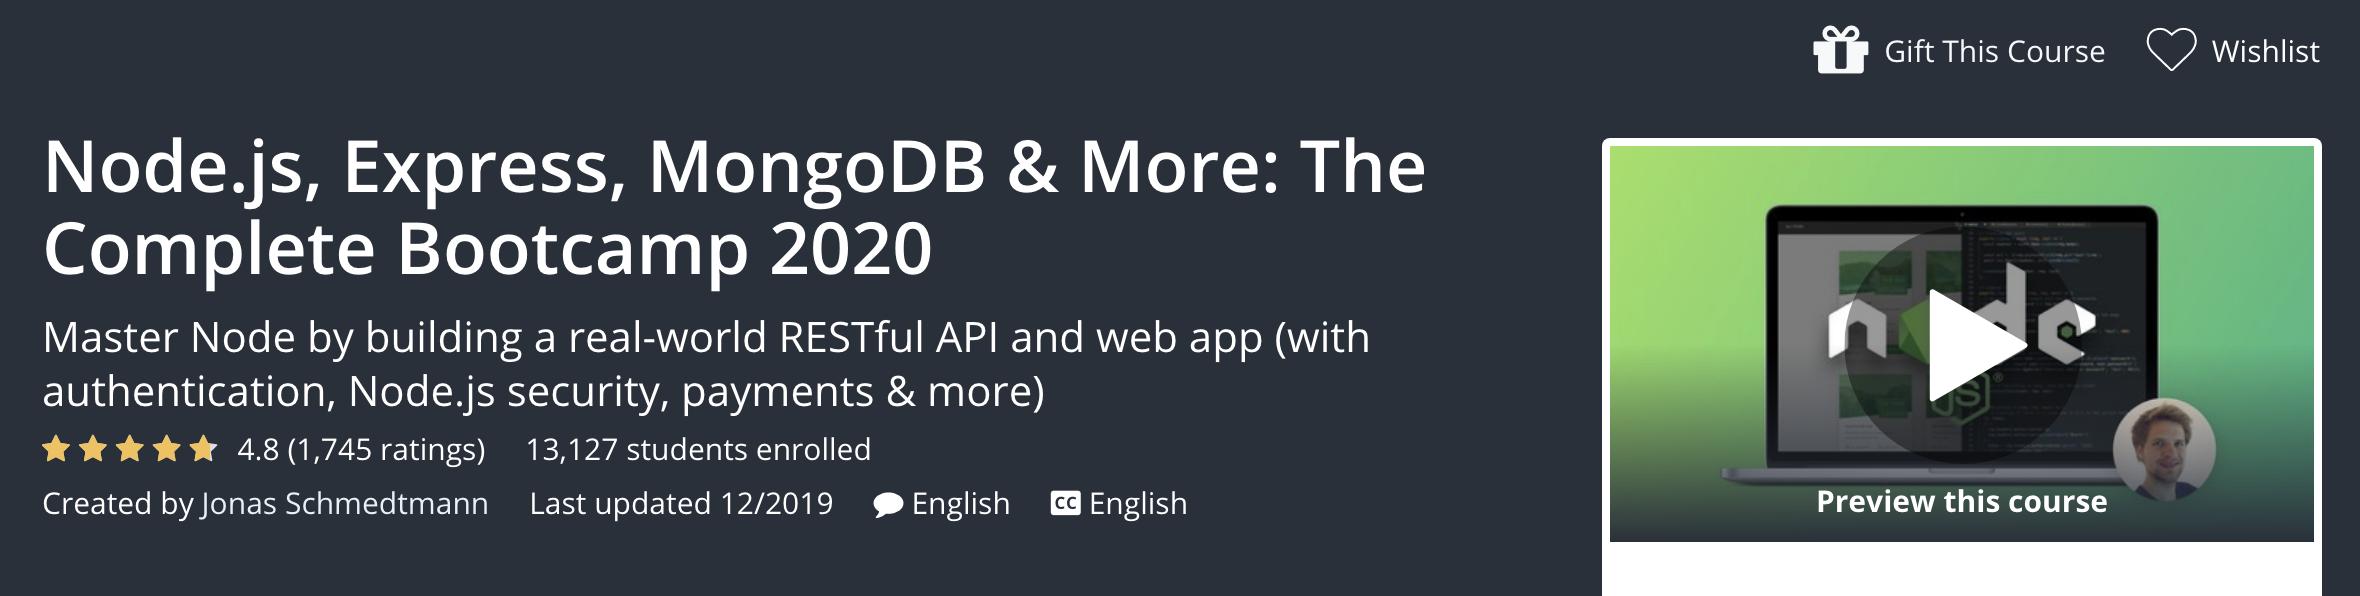 Gift This Course
Wishlist
Node.js, Express, MongoDB & More: The
Complete Bootcamp 2020
Master Node by building a real-world RESTful API and web app (with
authentication, Node.js security, payments & more)
4.8 (1,745 ratings) 13,127 students enrolled
Created by Jonas Schmedtmann Last updated 12/2019 English CC English
node
JS
Preview this course